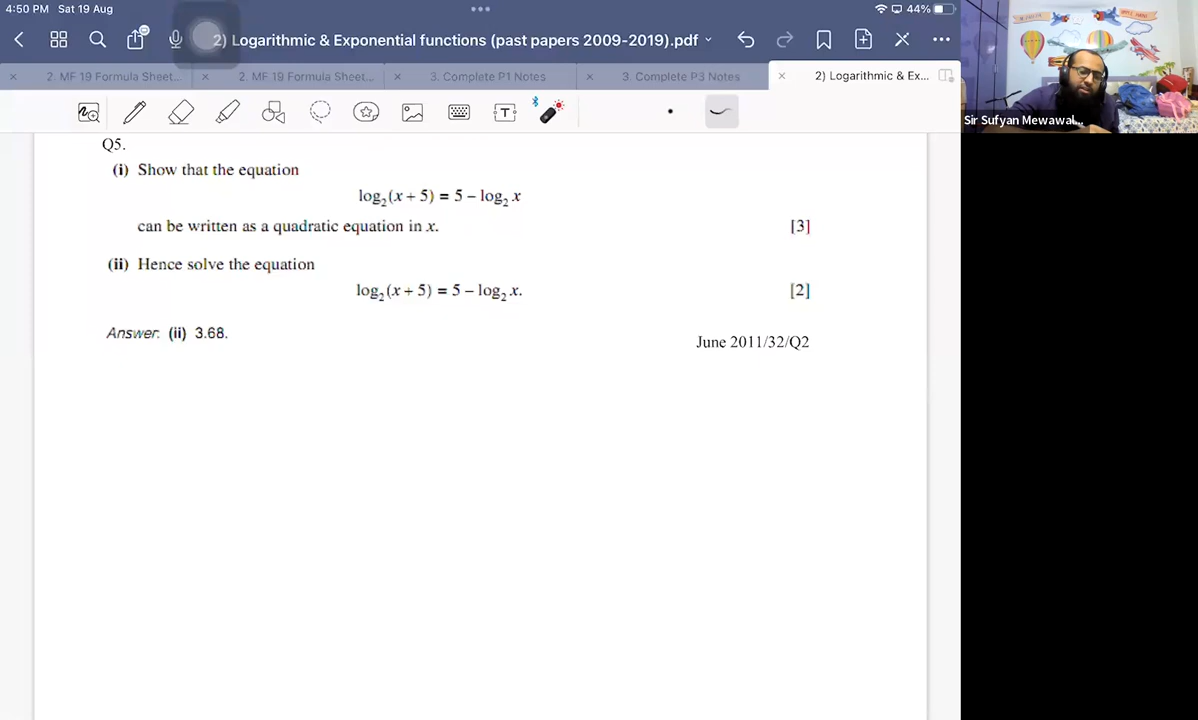 4:50 PM Sat 19 Aug
44%
2) Logarithmic & Exponential functions (past papers 2009-2019).pdf
2. MF 19 Formula Sheet...
2. MF 19 Formula Sheet...
3. Complete P1 Notes
3. Complete P3 Notes
2) Logarithmic & Ex...
T
Sir Sufyan Mewawal...
Q5.
(i) Show that the equation
log₂(x + 5) = 5 – log₂ x
can be written as a quadratic equation in x. [3]
(ii) Hence solve the equation
log₂(x + 5) = 5 – log₂ x. [2]
Answer: (ii) 3.68.
June 2011/32/Q2